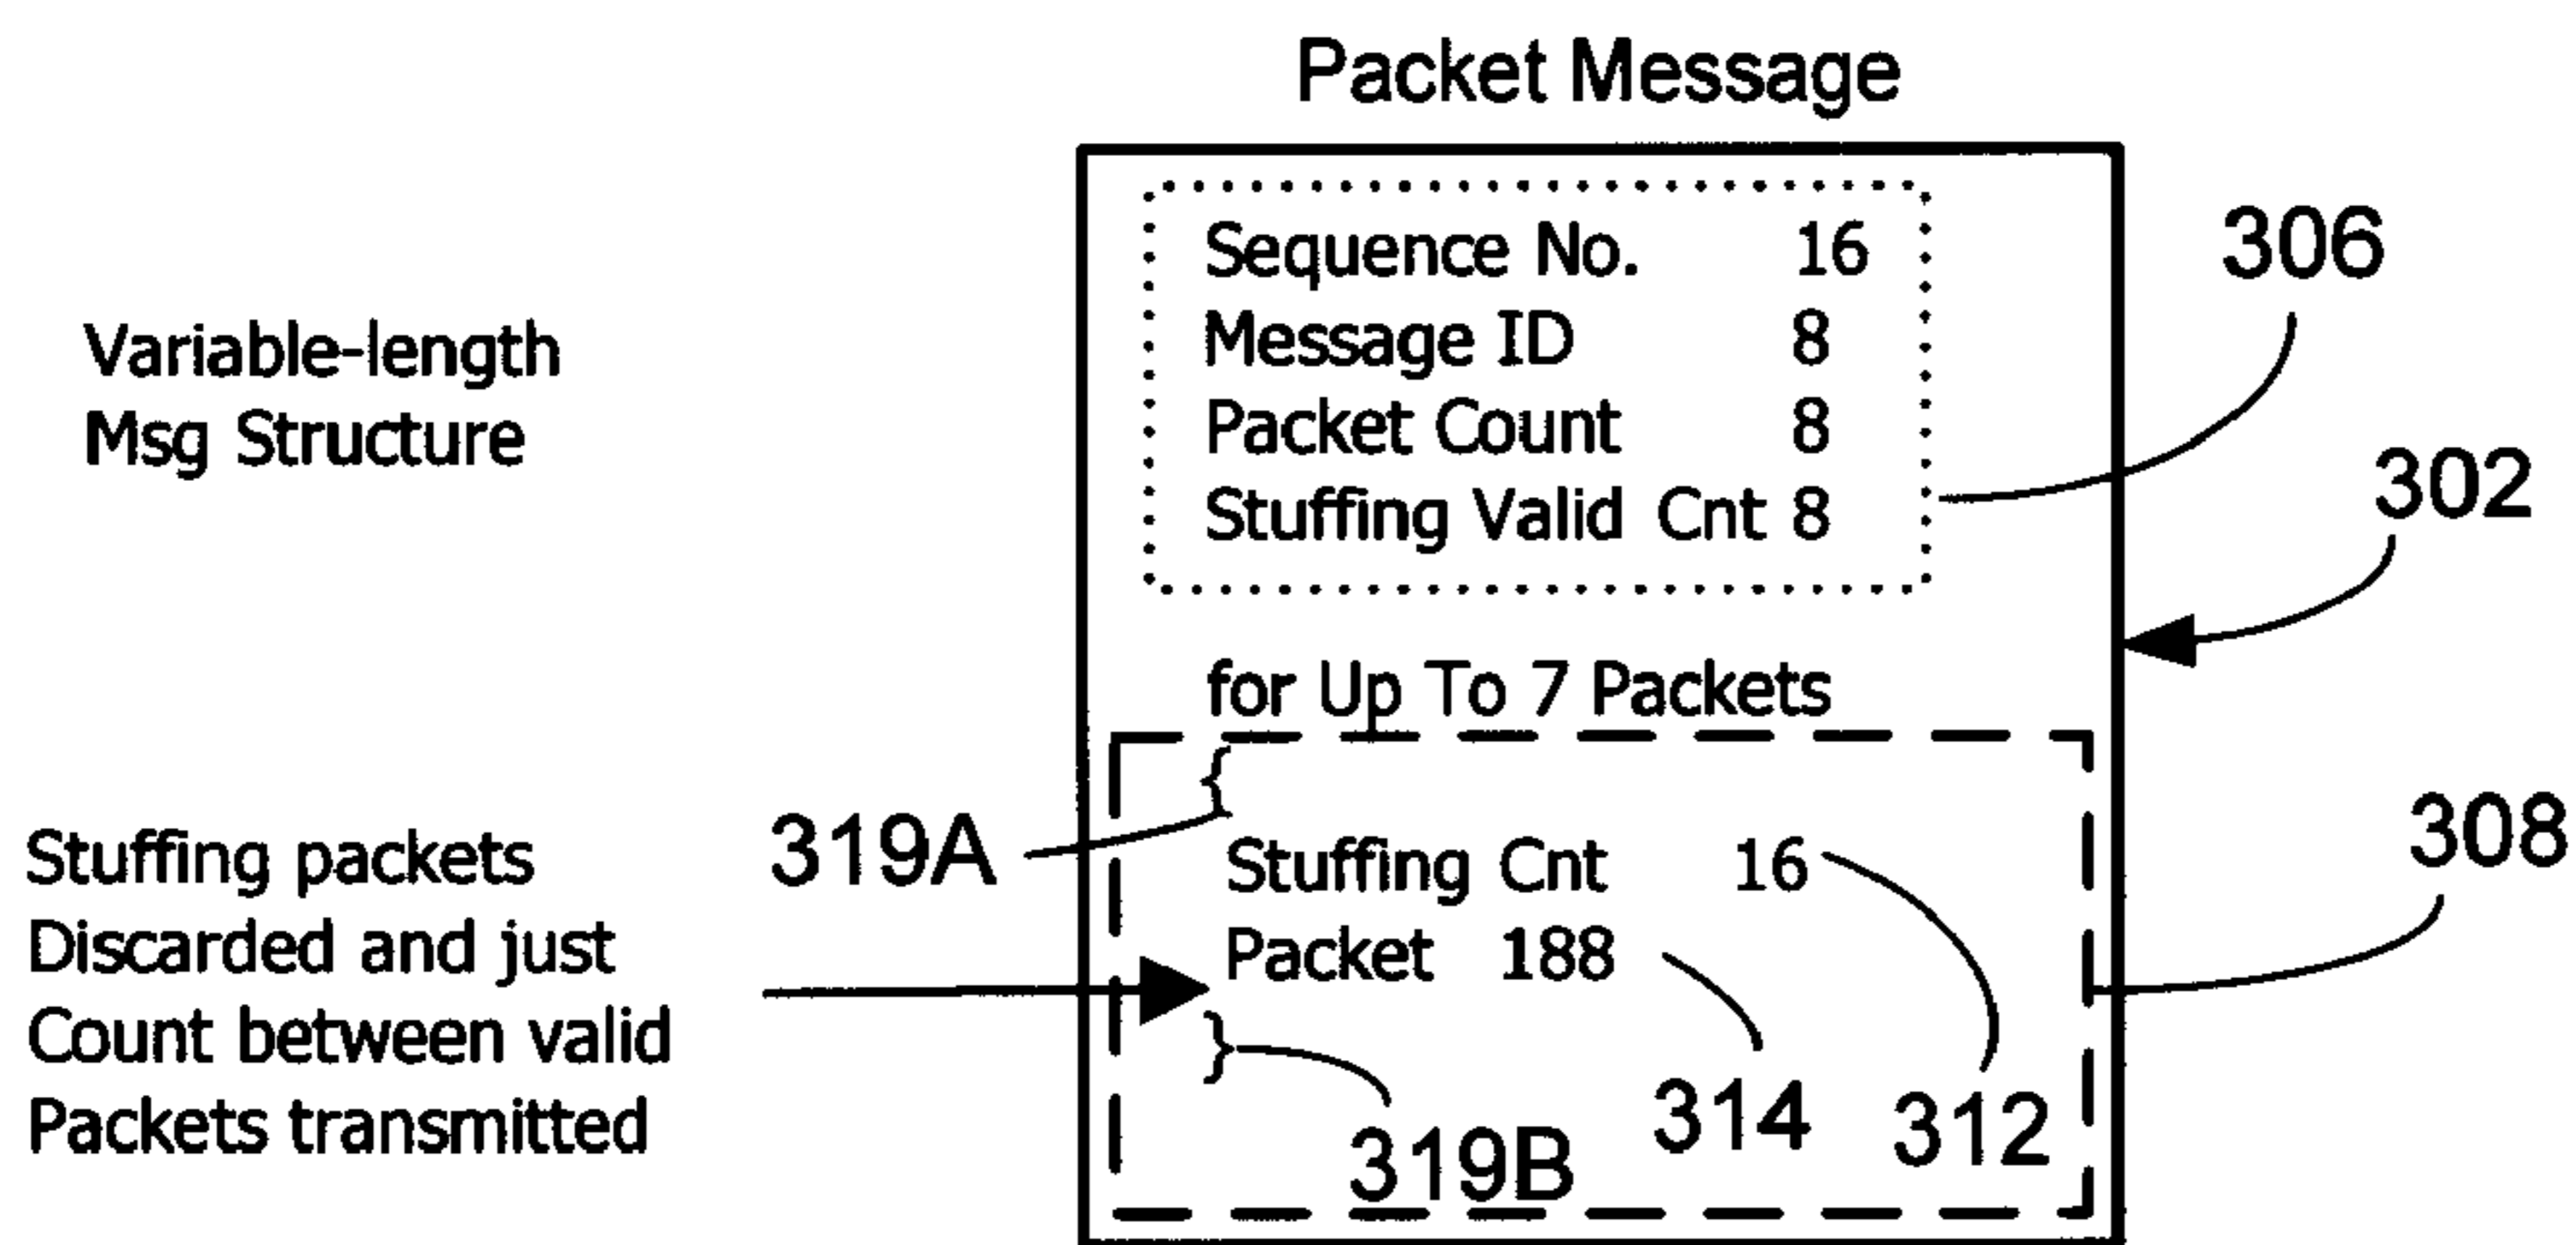 Packet Message
Sequence No. 16
306
Message ID 8
Variable-length
Packet Count 8
Msg Structure
302
Stuffing Valid Cnt 8
for Up To 7 Packets
{
308
319A
Stuffing Cnt 16
Stuffing packets
Packet 188
Discarded and just
Count between valid
}
314
312
Packets transmitted
319B